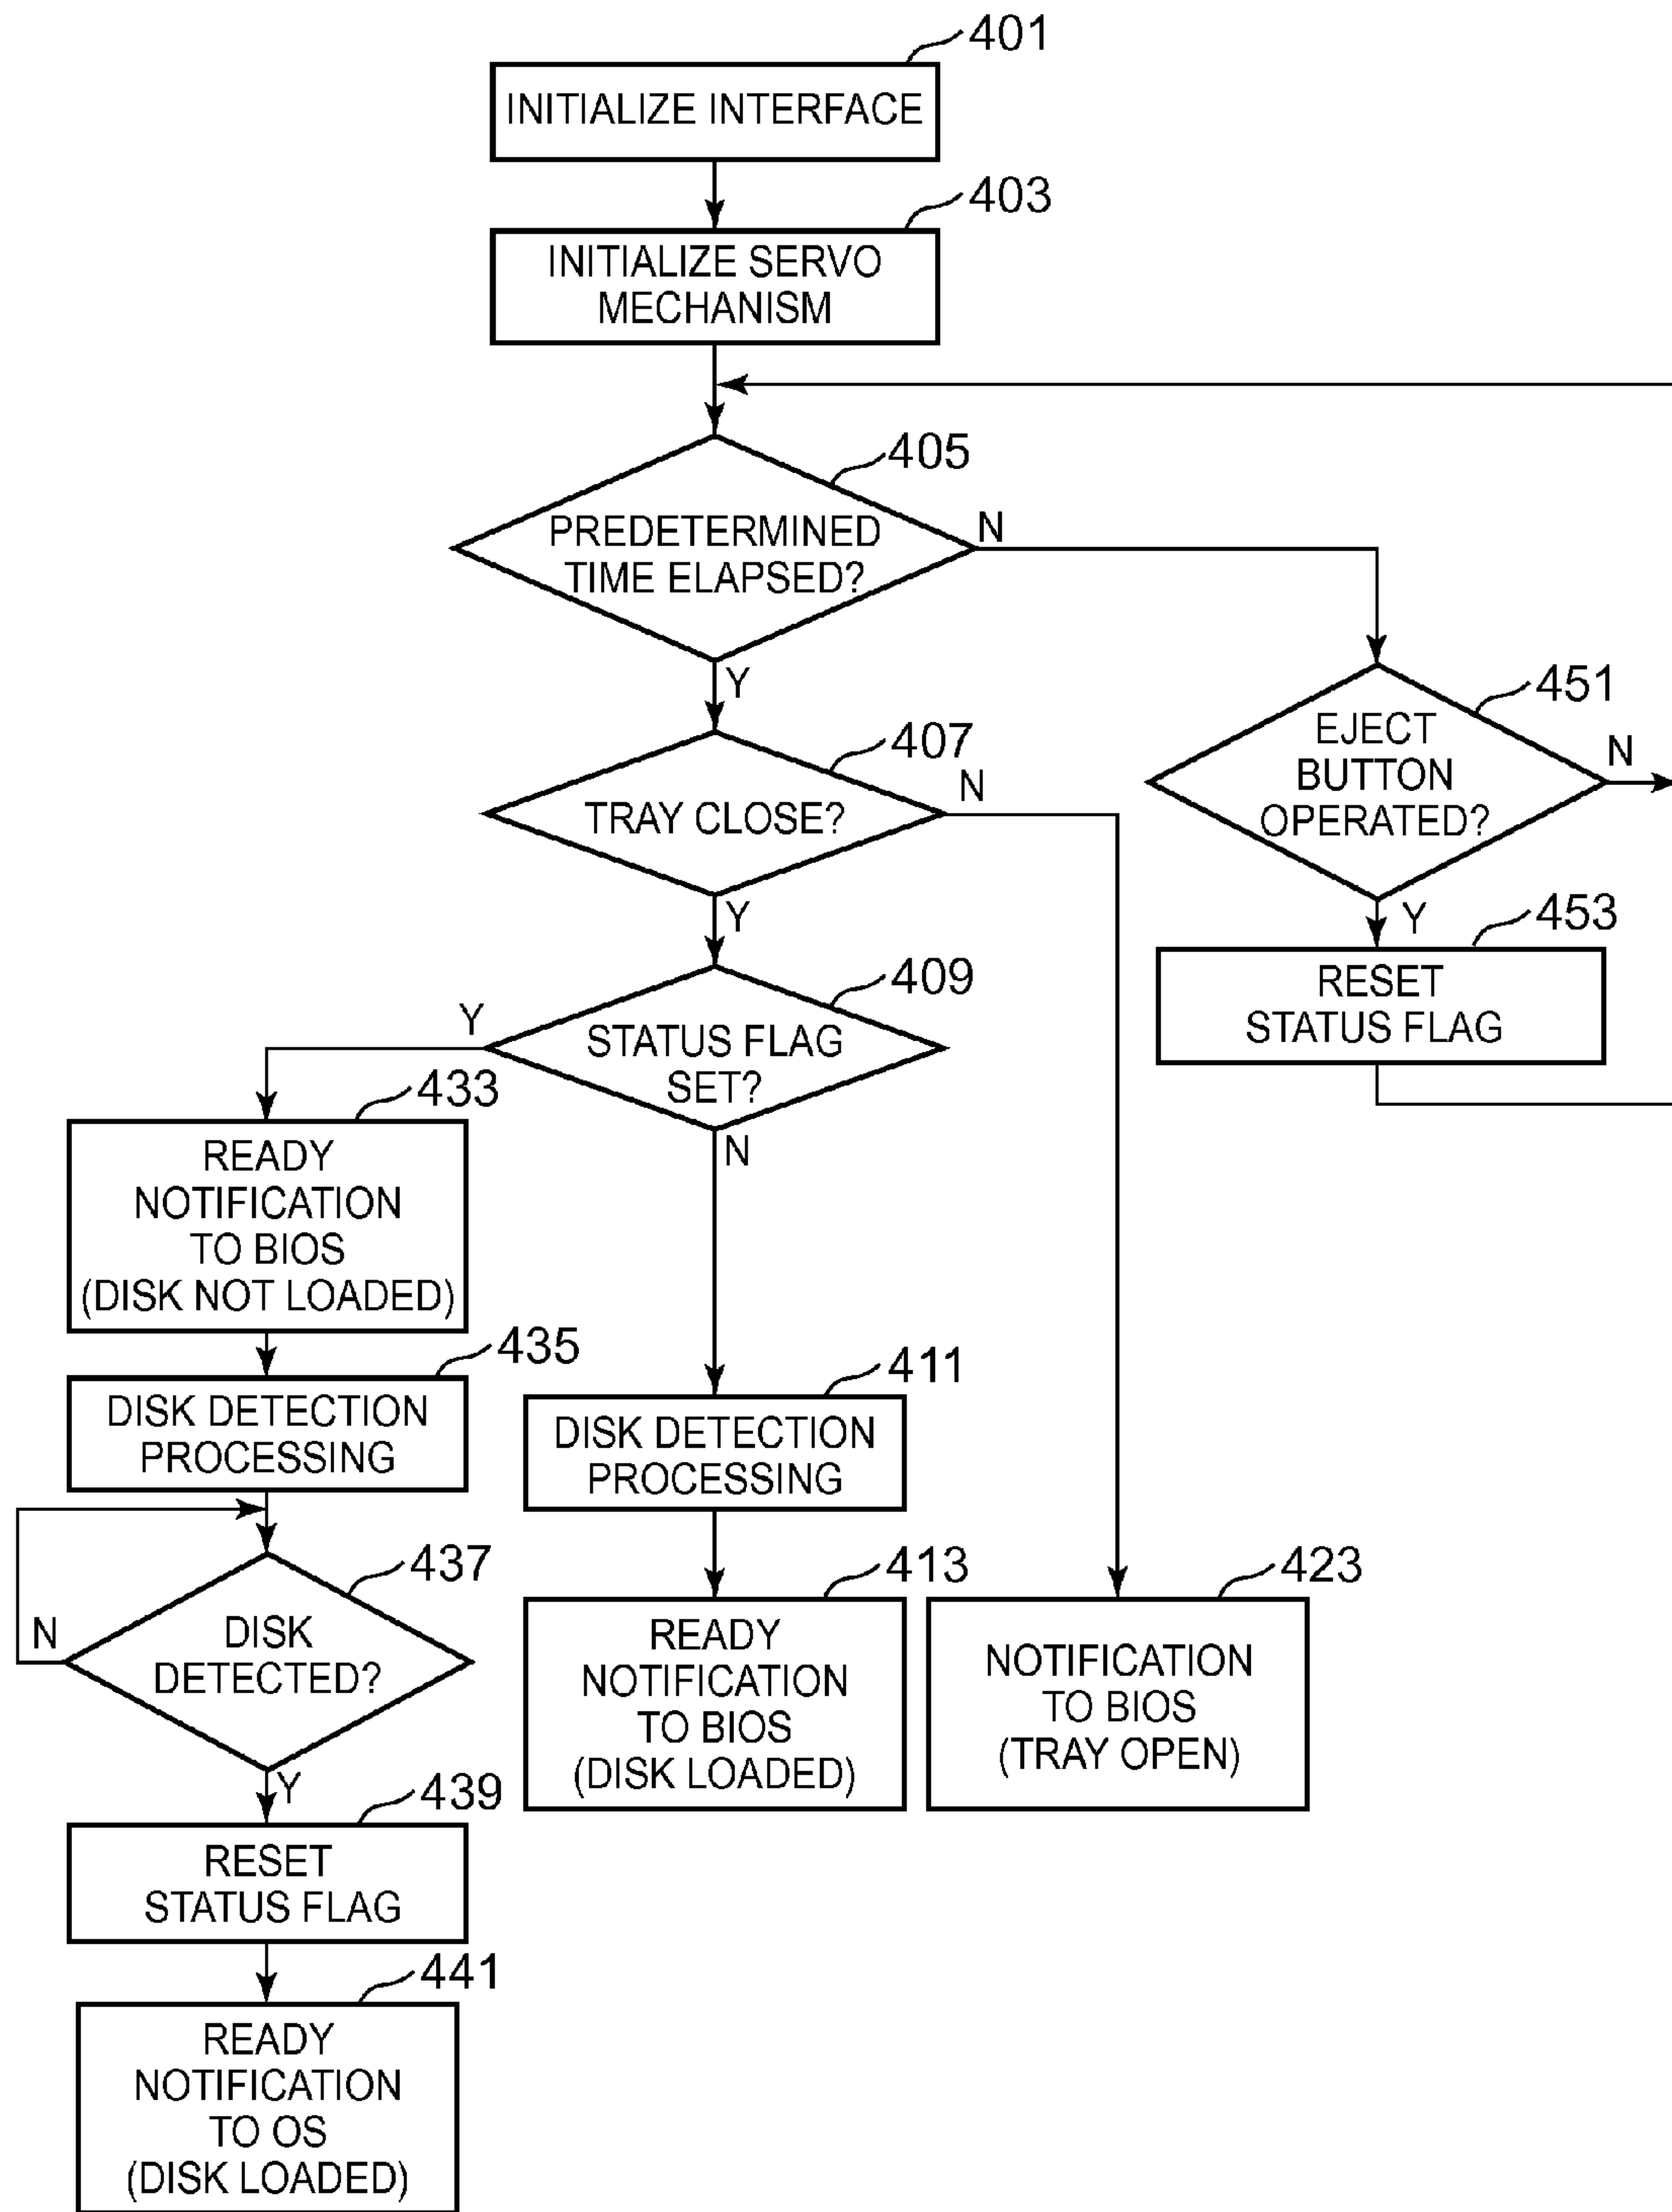 401
INITIALIZE INTERFACE
403
INITIALIZE SERVO
MECHANISM
405
PREDETERMINED
TIME ELAPSED?
N
Y
407
TRAY CLOSE?
N
Y
451
EJECT
BUTTON
OPERATED?
N
Y
453
RESET
STATUS FLAG
409
STATUS FLAG
SET?
Y
N
433
READY
NOTIFICATION
TO BIOS
(DISK NOT LOADED)
435
DISK DETECTION
PROCESSING
437
DISK
DETECTED?
N
Y
439
RESET
STATUS FLAG
441
READY
NOTIFICATION
TO OS
(DISK LOADED)
411
DISK DETECTION
PROCESSING
413
READY
NOTIFICATION
TO BIOS
(DISK LOADED)
423
NOTIFICATION
TO BIOS
(TRAY OPEN)